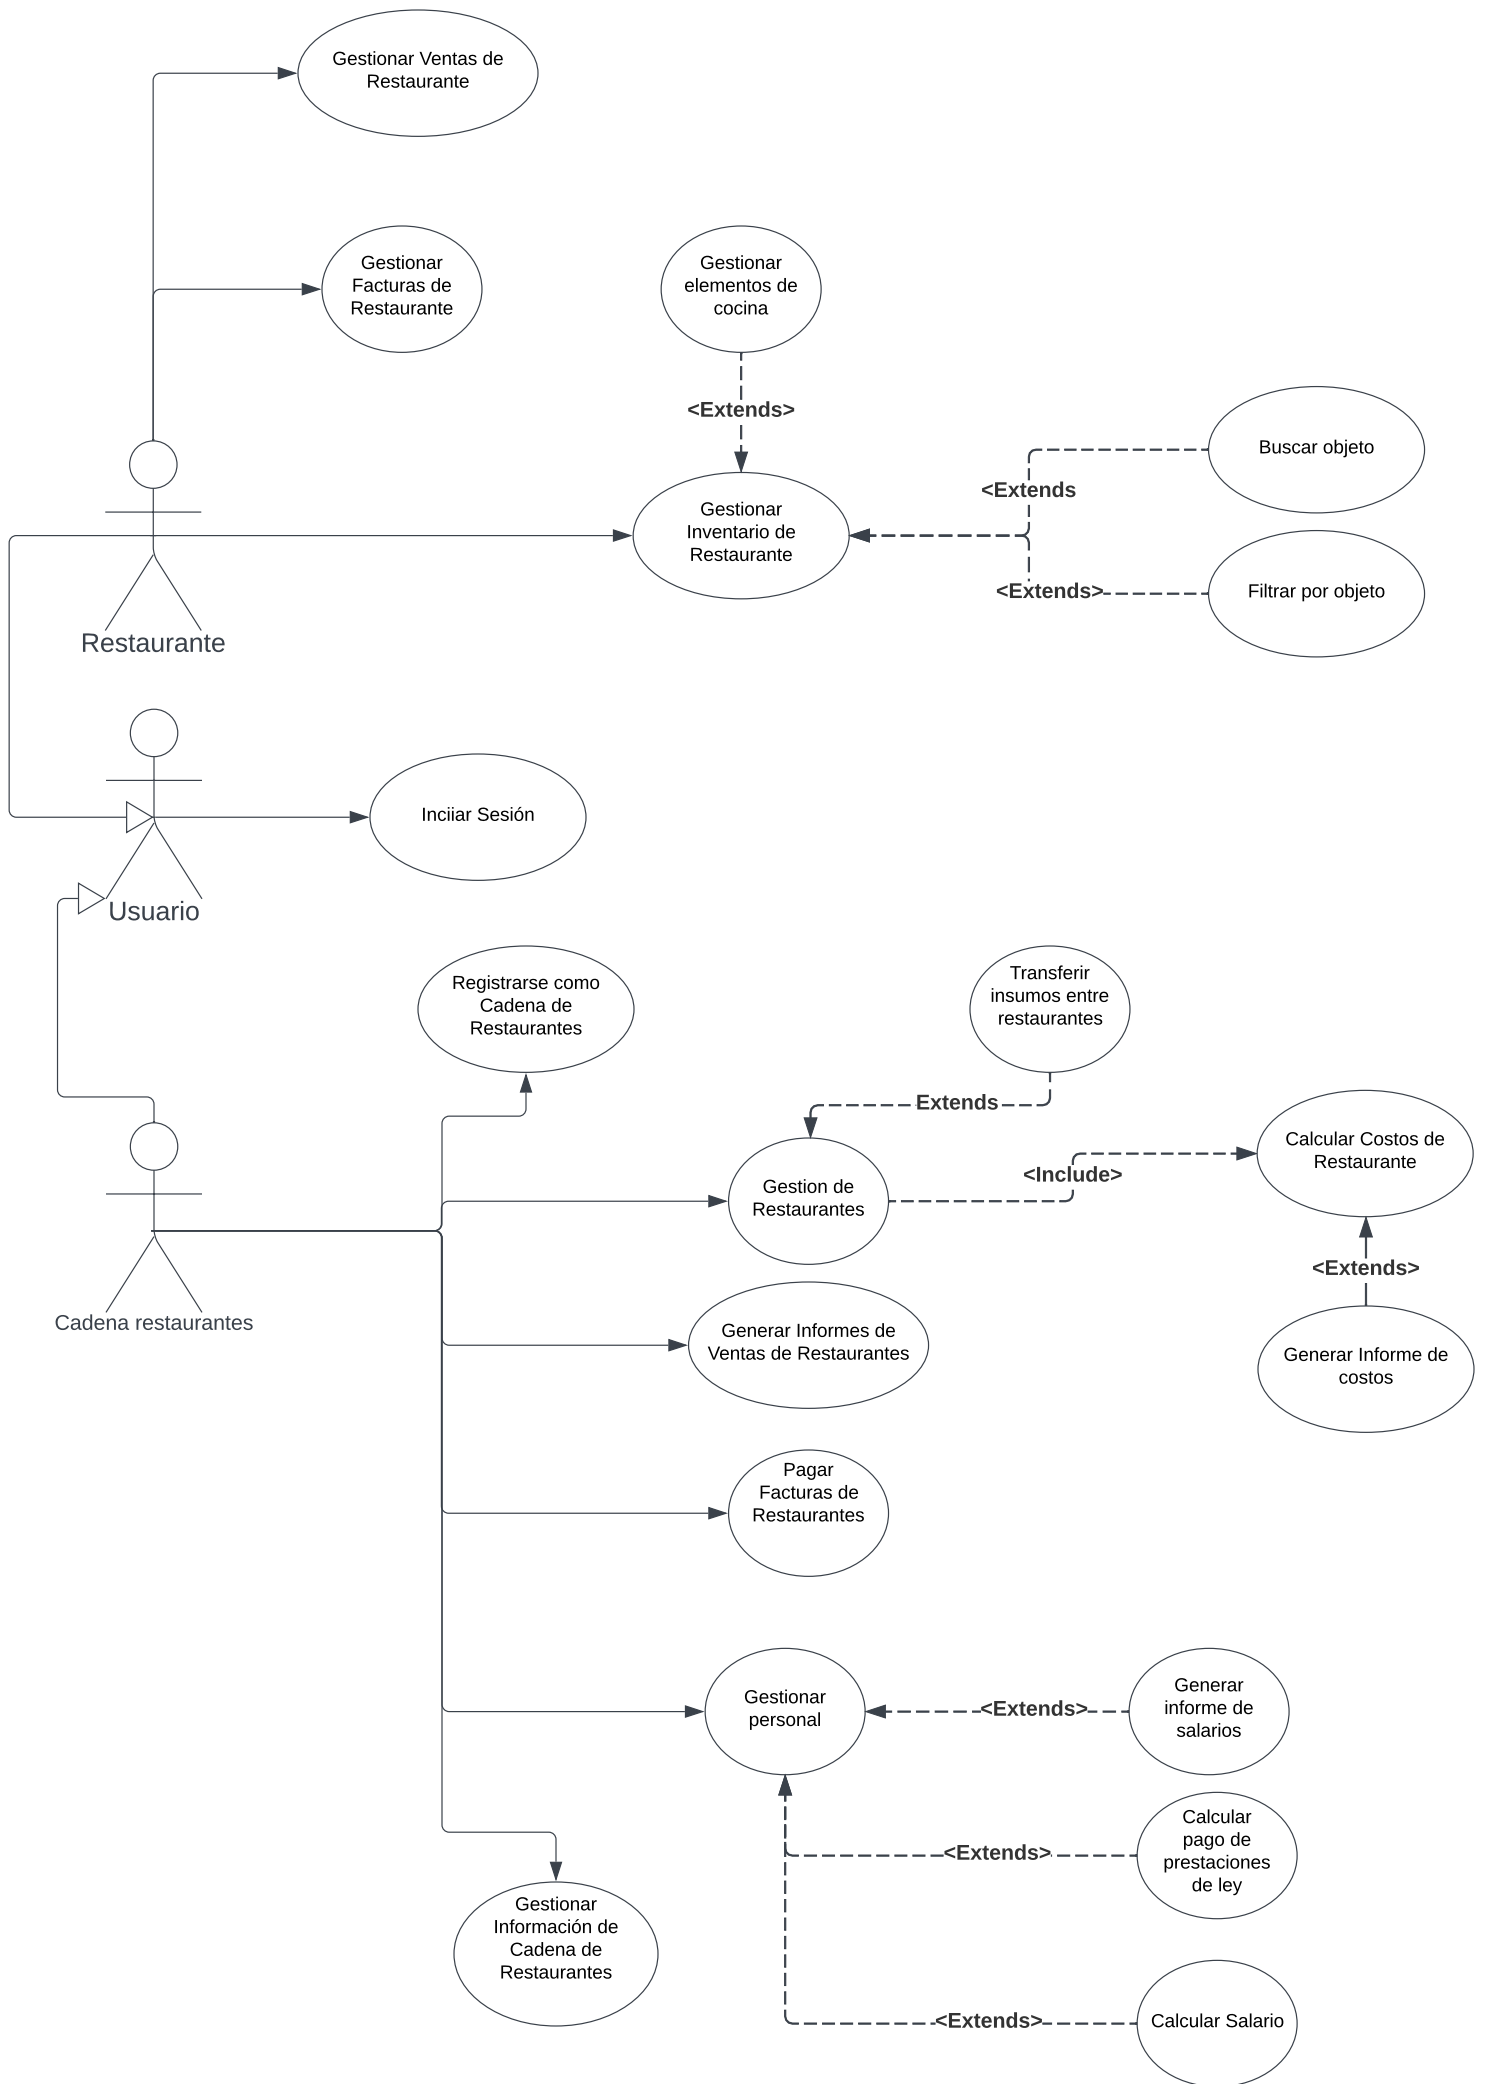 Gestionar Ventas de
Restaurante
Gestionar
Facturas de
Restaurante
Gestionar
elementos de
cocina
<Extends>
Buscar objeto
<Extends
Gestionar
Inventario de
Restaurante
<Extends>
Filtrar por objeto
Restaurante
Inciiar Sesión
Usuario
Registrarse como
Cadena de
Restaurantes
Transferir
insumos entre
restaurantes
Extends
Calcular Costos de
Restaurante
<Include>
Gestion de
Restaurantes
<Extends>
Cadena restaurantes
Generar Informes de
Ventas de Restaurantes
Generar Informe de
costos
Pagar
Facturas de
Restaurantes
Gestionar
personal
<Extends>
Generar
informe de
salarios
<Extends>
Calcular
pago de
prestaciones
de ley
Gestionar
Información de
Cadena de
Restaurantes
<Extends>
Calcular Salario